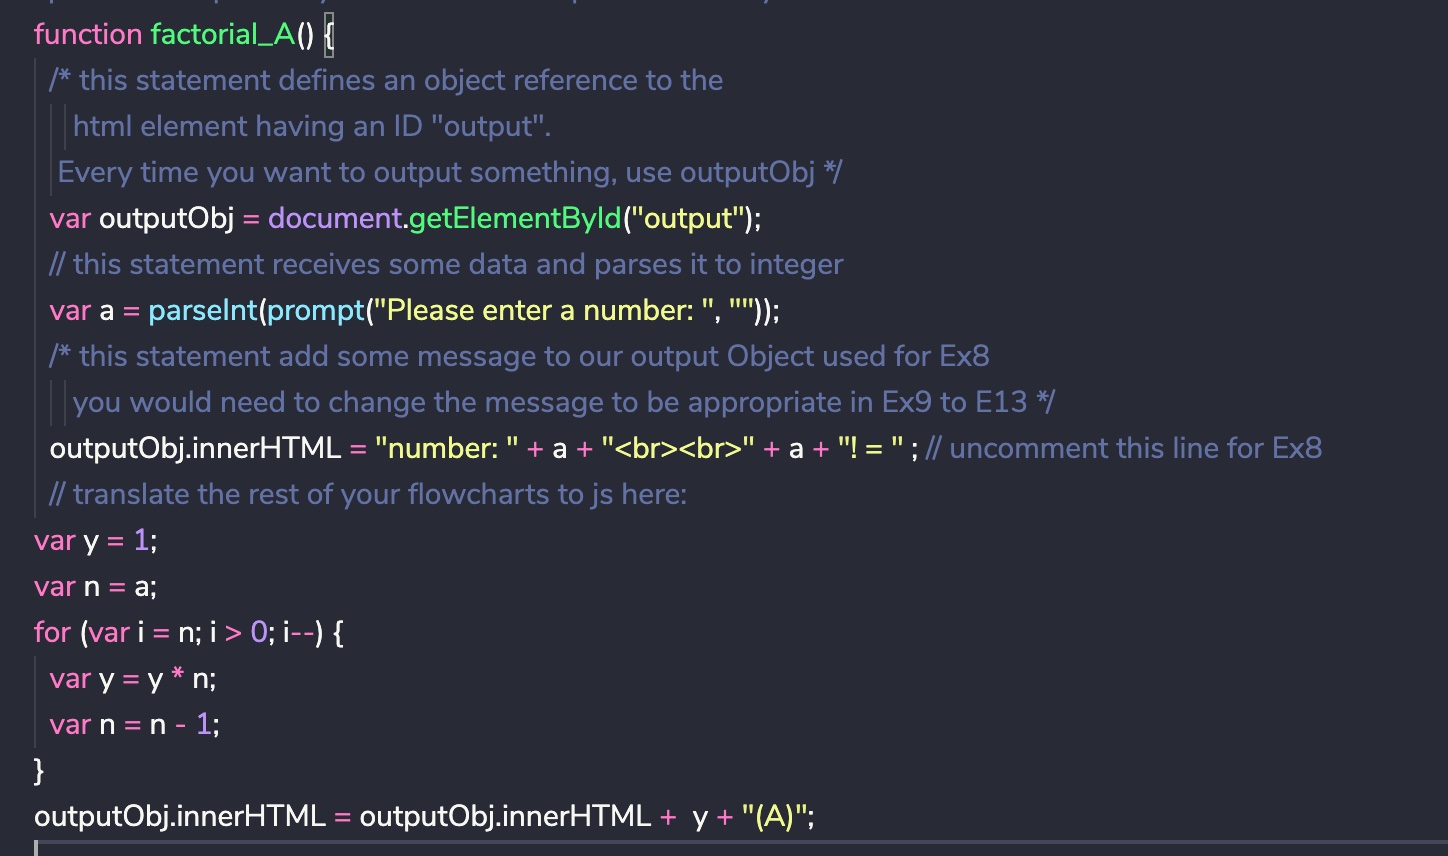 function factorial_A() {
/* this statement defines an object reference to the
html element having an ID "output".
Every time you want to output something, use outputObj */
var outputObj = document.getElementById("output");
// this statement receives some data and parses it to integer
var a = parseInt(prompt("Please enter a number: ", ""));
/* this statement add some message to our output Object used for Ex8
you would need to change the message to be appropriate in Ex9 to E13 */
outputObj.innerHTML = "number: " + a + "<br><br>" + a + "! = " ; // uncomment this line for Ex8
// translate the rest of your flowcharts to js here:
var y = 1;
var n = a;
for (var i = n; i > 0; i--) {
var y = y * n;
var n = n - 1;
}
outputObj.innerHTML = outputObj.innerHTML +  y + "(A)";